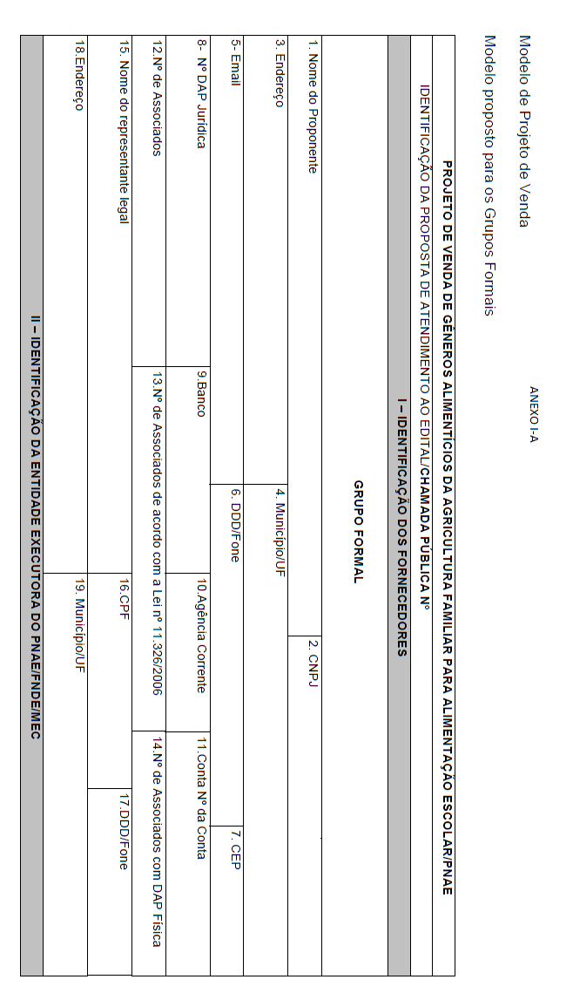 ANEXO I-A
Modelo de Projeto de Venda
Modelo proposto para os Grupos Formais
PROJETO DE VENDA DE GÊNEROS ALIMENTÍCIOS DA AGRICULTURA FAMILIAR PARA ALIMENTAÇÃO ESCOLAR/PNAE
IDENTIFICAÇÃO DA PROPOSTA DE ATENDIMENTO AO EDITAL/CHAMADA PÚBLICA Nº
I – IDENTIFICAÇÃO DOS FORNECEDORES
GRUPO FORMAL
1. Nome do Proponente 2. CNPJ
3. Endereço 4. Município/UF
5- Email 6. DDD/Fone 7. CEP
8- Nº DAP Jurídica 9.Banco 10.Agência Corrente 11.Conta Nº da Conta
12.Nº de Associados 13.Nº de Associados de acordo com a Lei nº 11.326/2006 14.Nº de Associados com DAP Física
15. Nome do representante legal 16.CPF 17.DDD/Fone
18.Endereço 19. Município/UF
II – IDENTIFICAÇÃO DA ENTIDADE EXECUTORA DO PNAE/FNDE/MEC